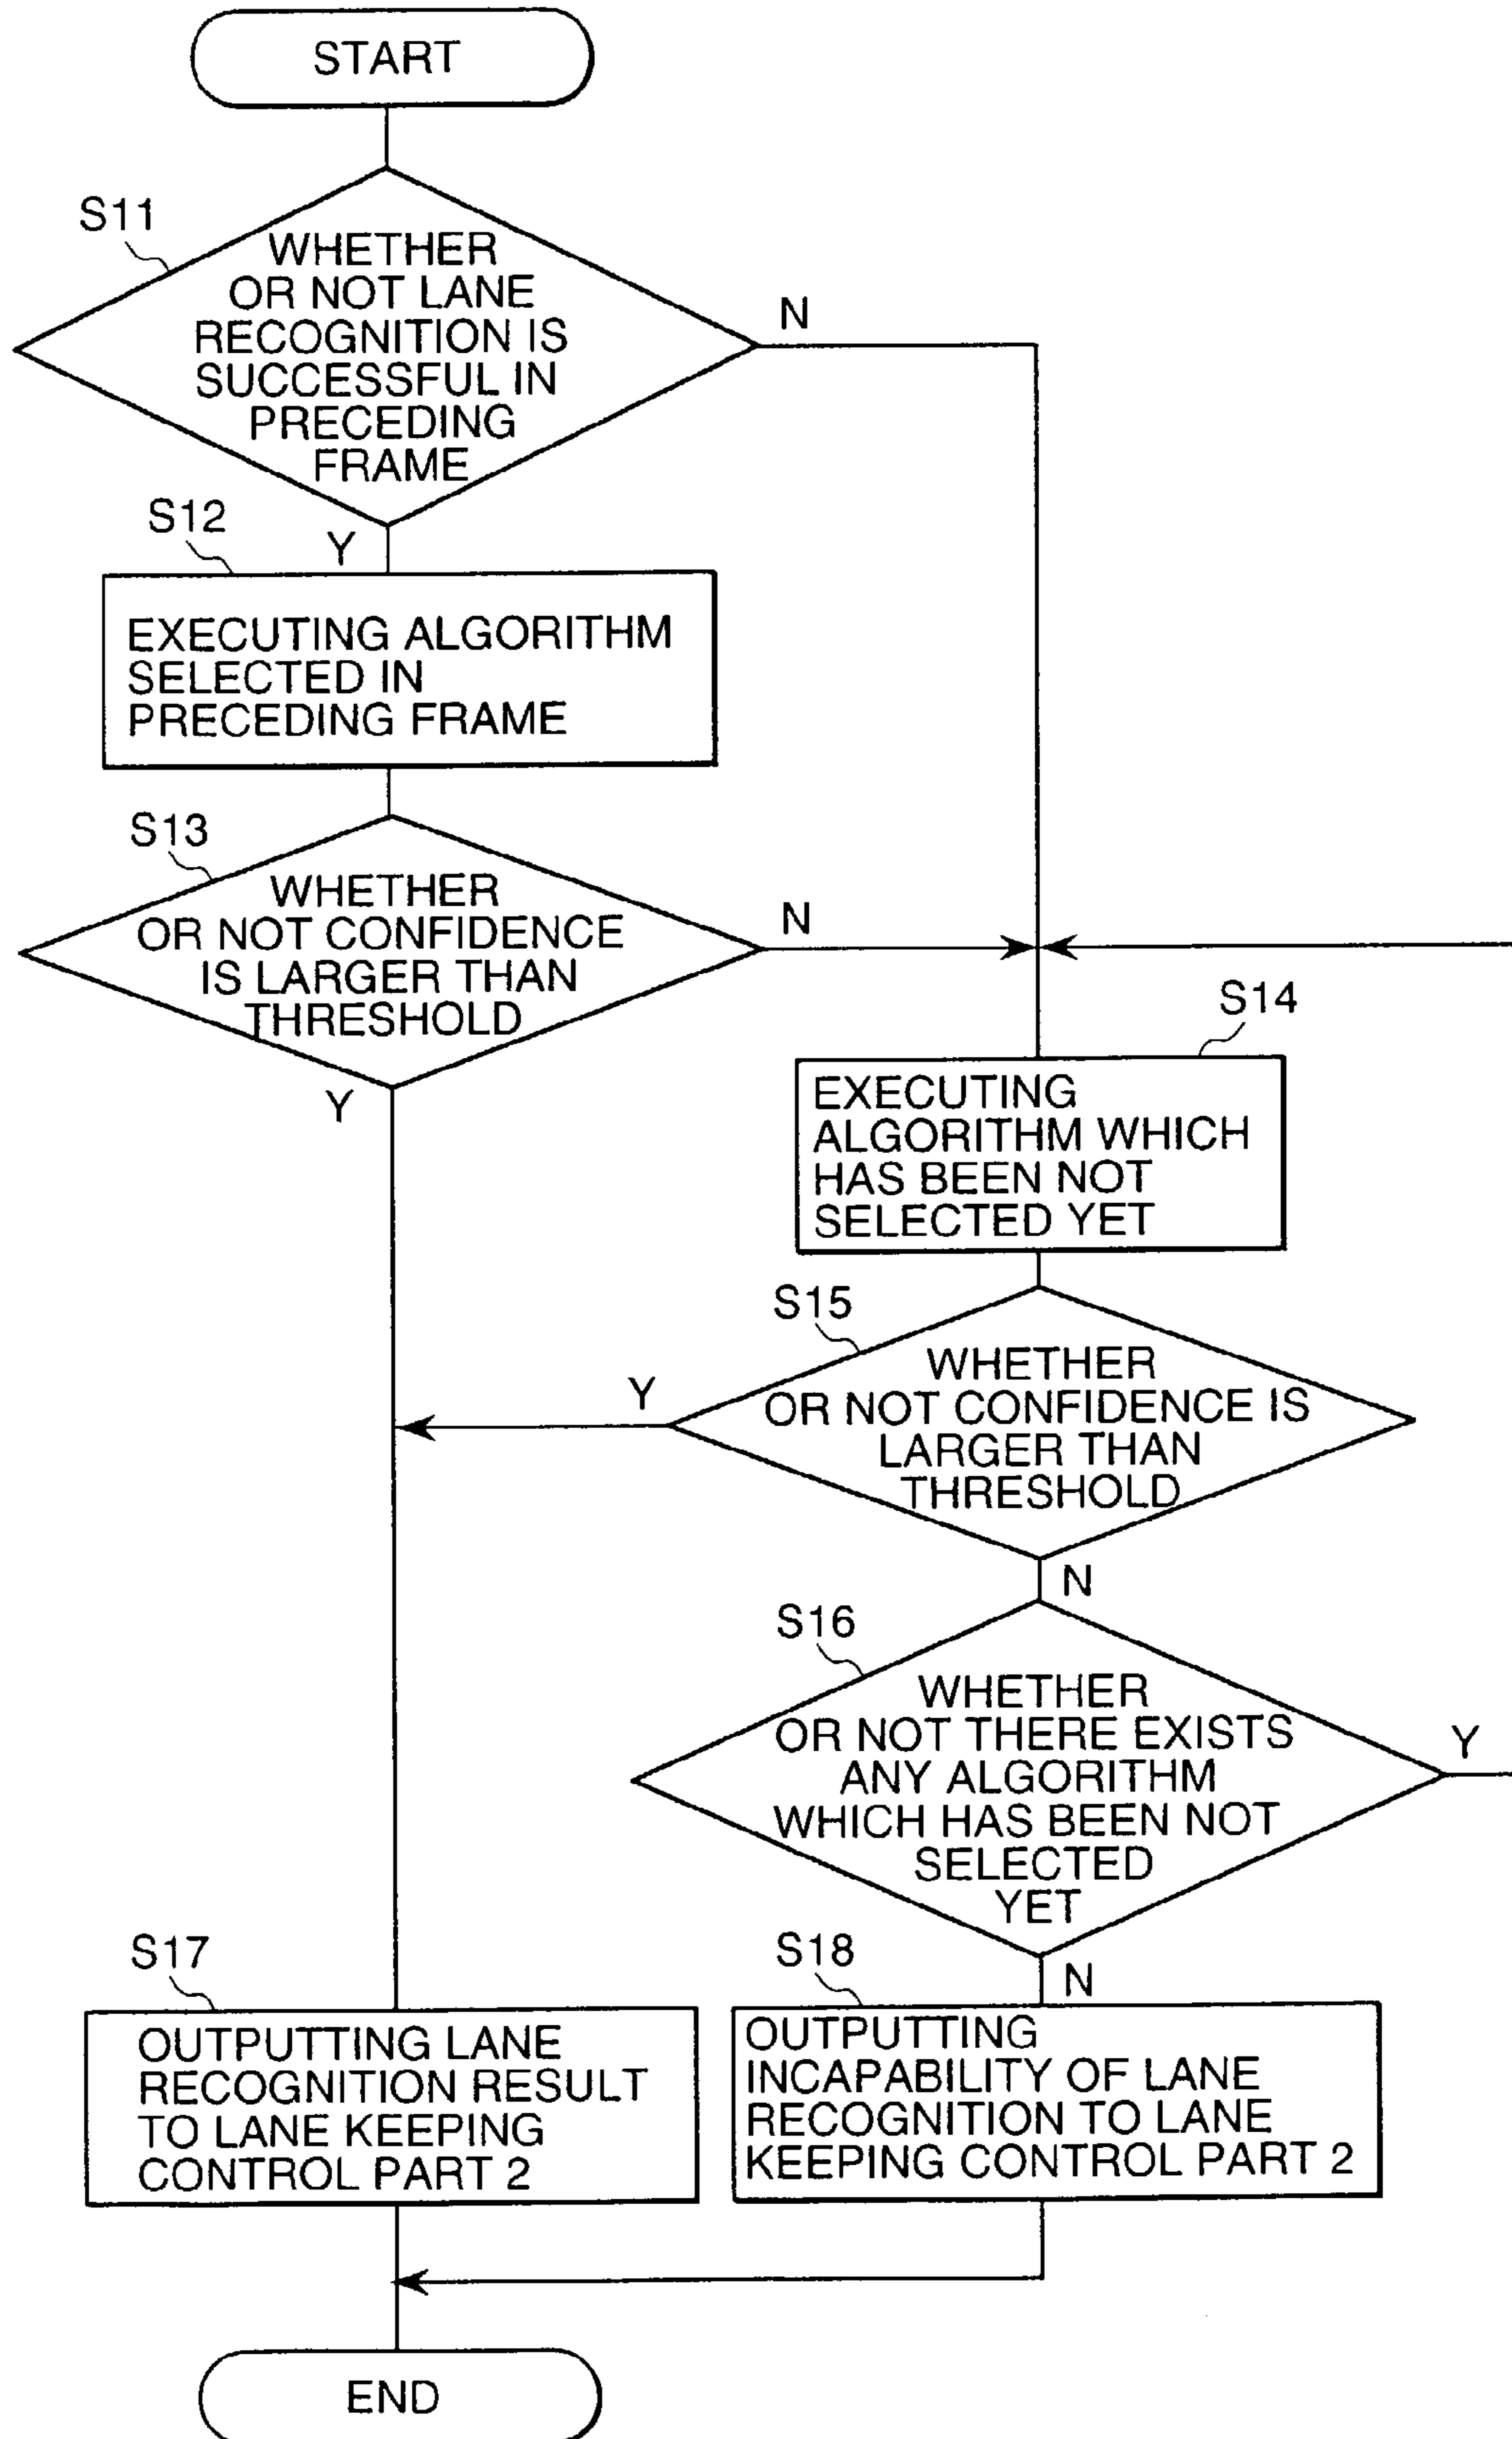 START
S11
WHETHER
OR NOT LANE
RECOGNITION IS
SUCCESSFUL IN
PRECEDING
FRAME
N
Y
S12
EXECUTING ALGORITHM
SELECTED IN
PRECEDING FRAME
S13
WHETHER
OR NOT CONFIDENCE
IS LARGER THAN
THRESHOLD
N
Y
S14
EXECUTING
ALGORITHM WHICH
HAS BEEN NOT
SELECTED YET
S15
WHETHER
OR NOT CONFIDENCE IS
LARGER THAN
THRESHOLD
Y
N
S16
WHETHER
OR NOT THERE EXISTS
ANY ALGORITHM
WHICH HAS BEEN NOT
SELECTED
YET
Y
N
S17
OUTPUTTING LANE
RECOGNITION RESULT
TO LANE KEEPING
CONTROL PART 2
S18
OUTPUTTING
INCAPABILITY OF LANE
RECOGNITION TO LANE
KEEPING CONTROL PART 2
END